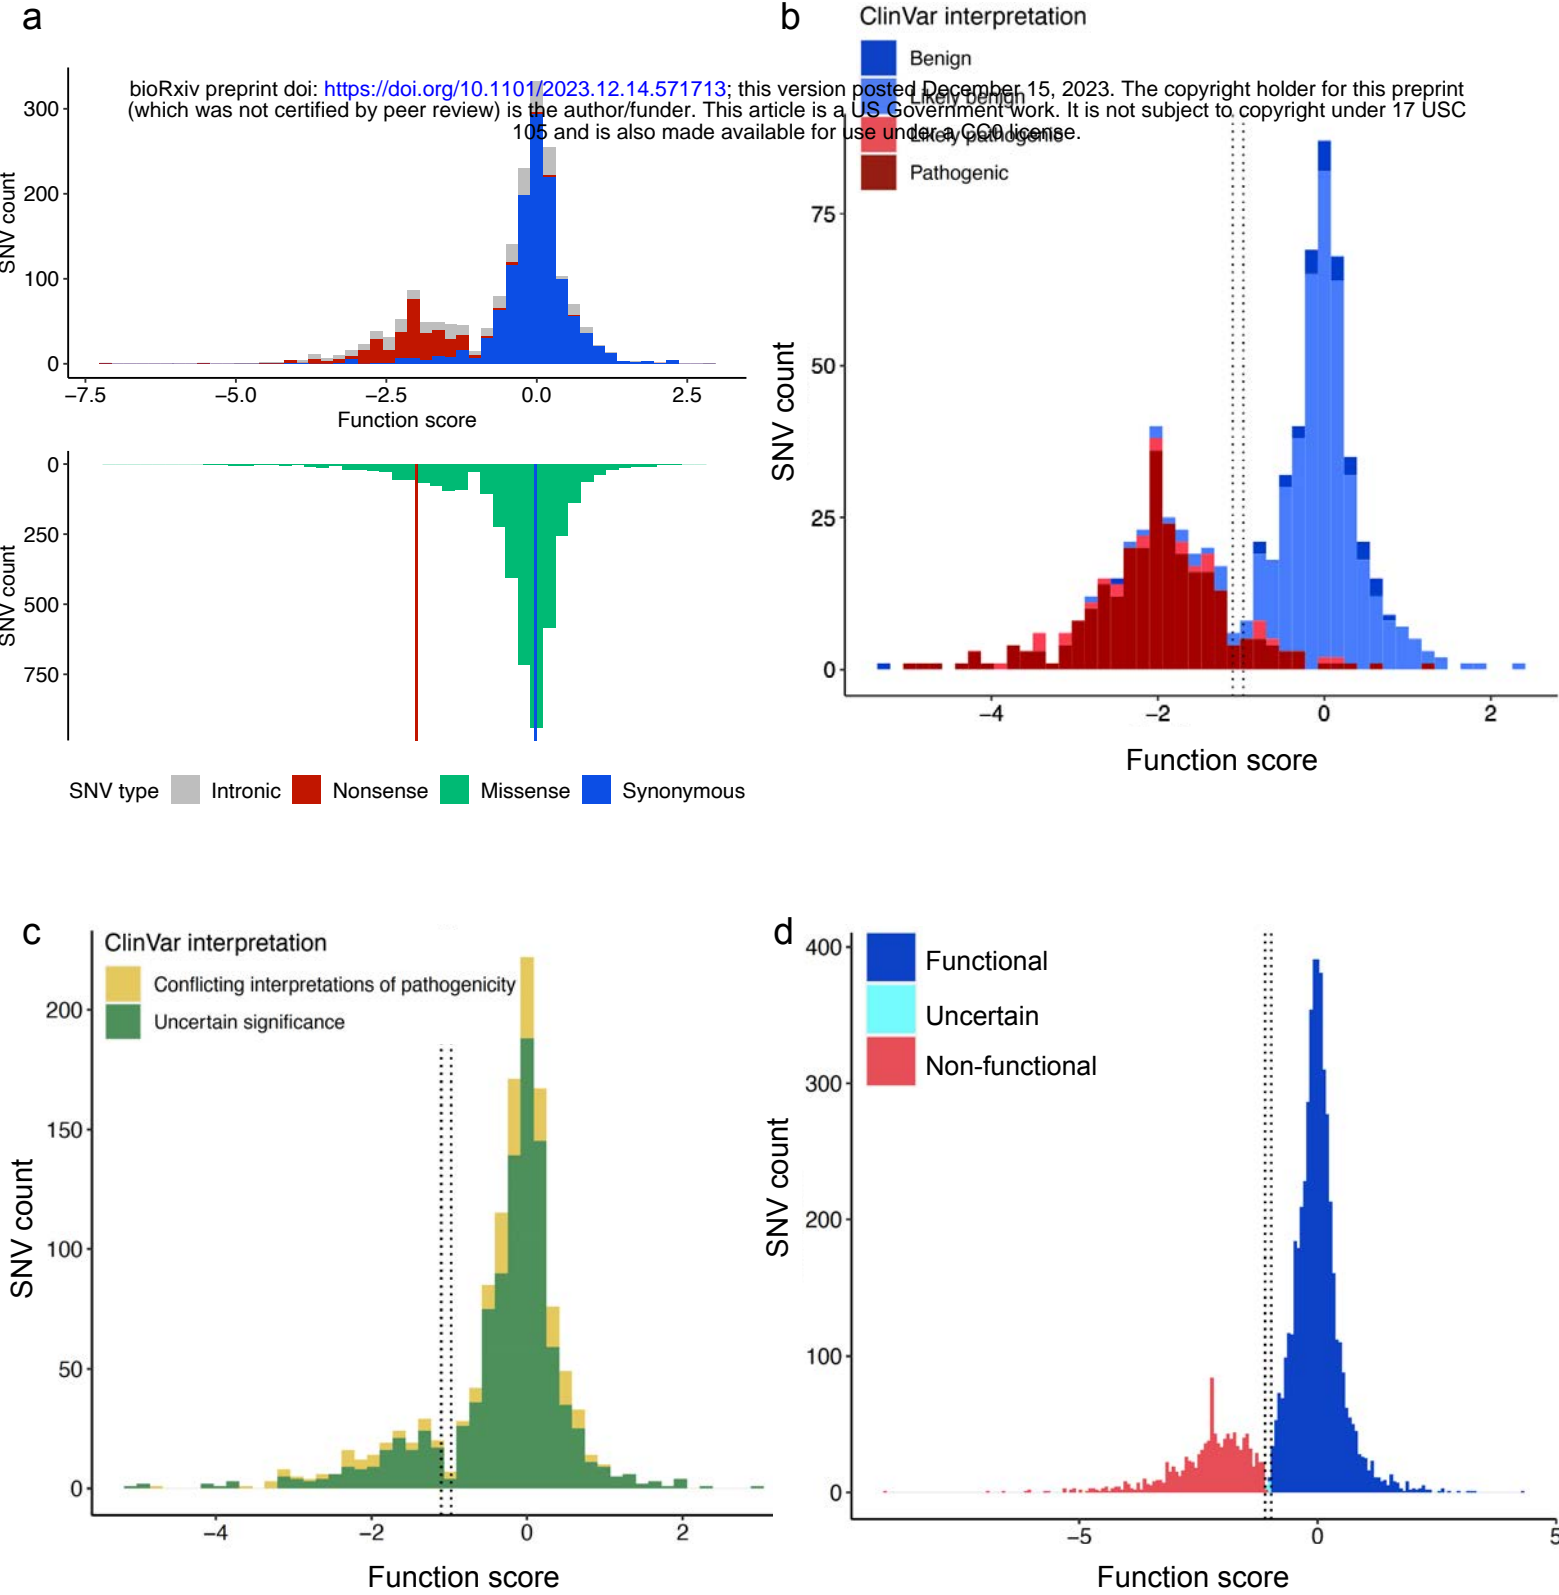 a
bioRxiv preprint doi: https://doi.org/10.1101/2023.12.14.571713; this version posted December 15, 2023. The copyright holder for this preprint
(which was not certified by peer review) is the author/funder. This article is a US Government work. It is not subject to copyright under 17 USC
105 and is also made available for use under a CC0 license.
SNV count
300
200
100
0
−7.5
−5.0
−2.5
0.0
2.5
Function score
SNV count
0
250
500
750
SNV type
Intronic
Nonsense
Missense
Synonymous
b
ClinVar interpretation
Benign
Likely benign
Likely pathogenic
Pathogenic
SNV count
75
50
25
0
−4
−2
0
2
Function score
c
ClinVar interpretation
Conflicting interpretations of pathogenicity
Uncertain significance
SNV count
200
150
100
50
0
−4
−2
0
2
Function score
d
Functional
Uncertain
Non-functional
SNV count
400
300
200
100
0
−5
0
5
Function score